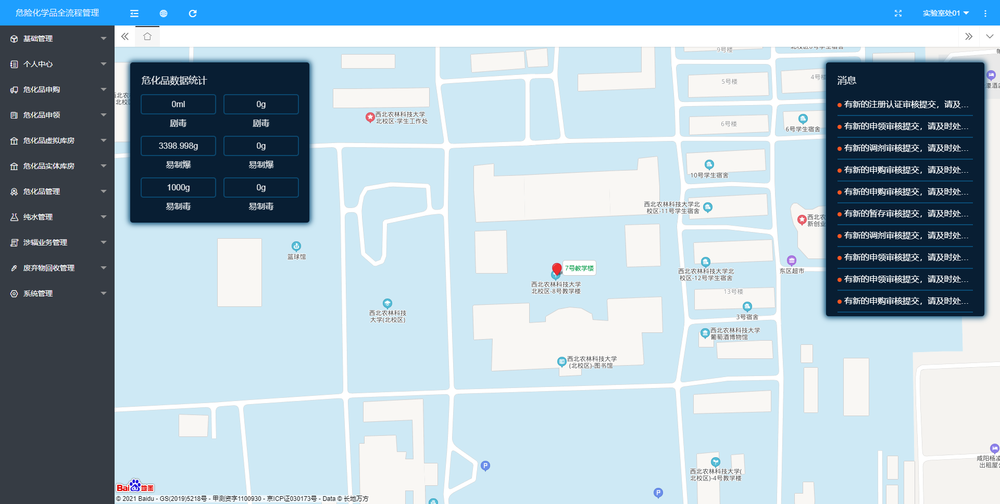 危险化学品全流程管理
实验室处01
基础管理
个人中心
危化品申购
危化品申领
危化品虚拟库房
危化品实体库房
危化品管理
纯水管理
涉辐业务管理
废弃物回收管理
系统管理
危化品数据统计
0ml
0g
剧毒
剧毒
3398.998g
0g
易制爆
易制爆
1000g
0g
易制毒
易制毒
消息
有新的注册认证审核提交，请及...
有新的申领审核提交，请及时处...
有新的调剂审核提交，请及时处...
有新的申购审核提交，请及时处...
有新的申购审核提交，请及时处...
有新的暂存审核提交，请及时处...
有新的调剂审核提交，请及时处...
有新的申领审核提交，请及时处...
有新的申领审核提交，请及时处...
有新的申购审核提交，请及时处...
9号楼
5号楼
4号楼
西北农
北校区
西北农林科技大学
北校区-学生工作处
6号楼
6号学生宿舍
10号学生宿舍
西北农林科技大学北
校区-11号学生宿舍
西北农
新创业
篮球馆
7号教学楼
西北农林科技大学
北校区-8号教学楼
西北农林科技大学北
校区-12号学生宿舍
东区超市
13号楼
3号宿舍
西北农林科技
大学(北校区)
西北农林科技大学
葡萄酒博物馆
西北农林科技大学
(北校区)-图书馆
西北农林科技大学(
北校区)-4号教学楼
咸阳杨凌
出租屋公
P
P
Bai du 地图
© 2021 Baidu - GS(2019)5218号 - 甲测资字1100930 - 京ICP证030173号 - Data © 长地万方